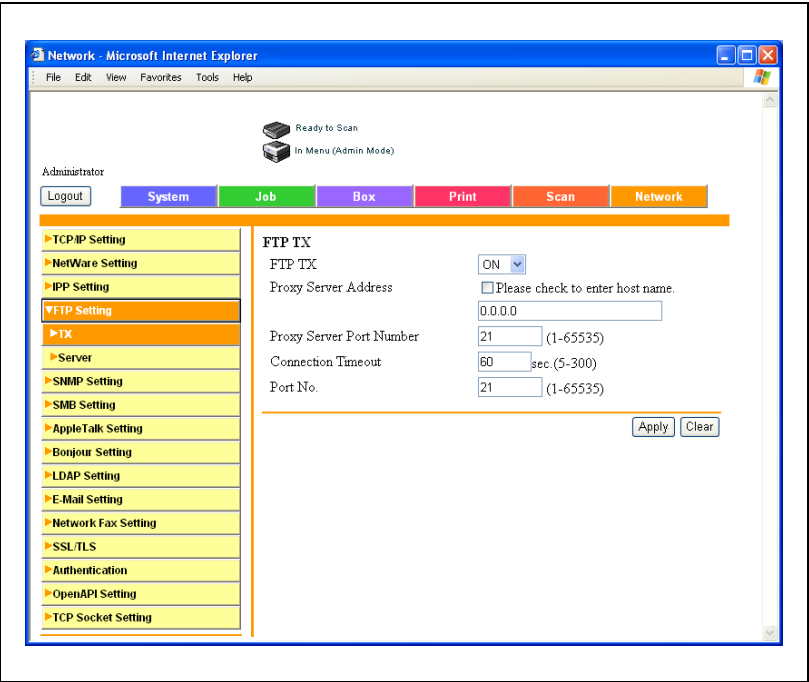 Network - Microsoft Internet Explorer
File Edit View Favorites Tools Help
Ready to Scan
In Menu (Admin Mode)
Administrator
Logout System Job Box Print Scan Network
TCP/IP Setting
NetWare Setting
IPP Setting
FTP Setting
TX
Server
SNMP Setting
SMB Setting
AppleTalk Setting
Bonjour Setting
LDAP Setting
E-Mail Setting
Network Fax Setting
SSL/TLS
Authentication
OpenAPI Setting
TCP Socket Setting
FTP TX
FTP TX ON
Proxy Server Address Please check to enter host name.
0.0.0.0
Proxy Server Port Number 21 (1-65535)
Connection Timeout 60 sec.(5-300)
Port No. 21 (1-65535)
Apply Clear